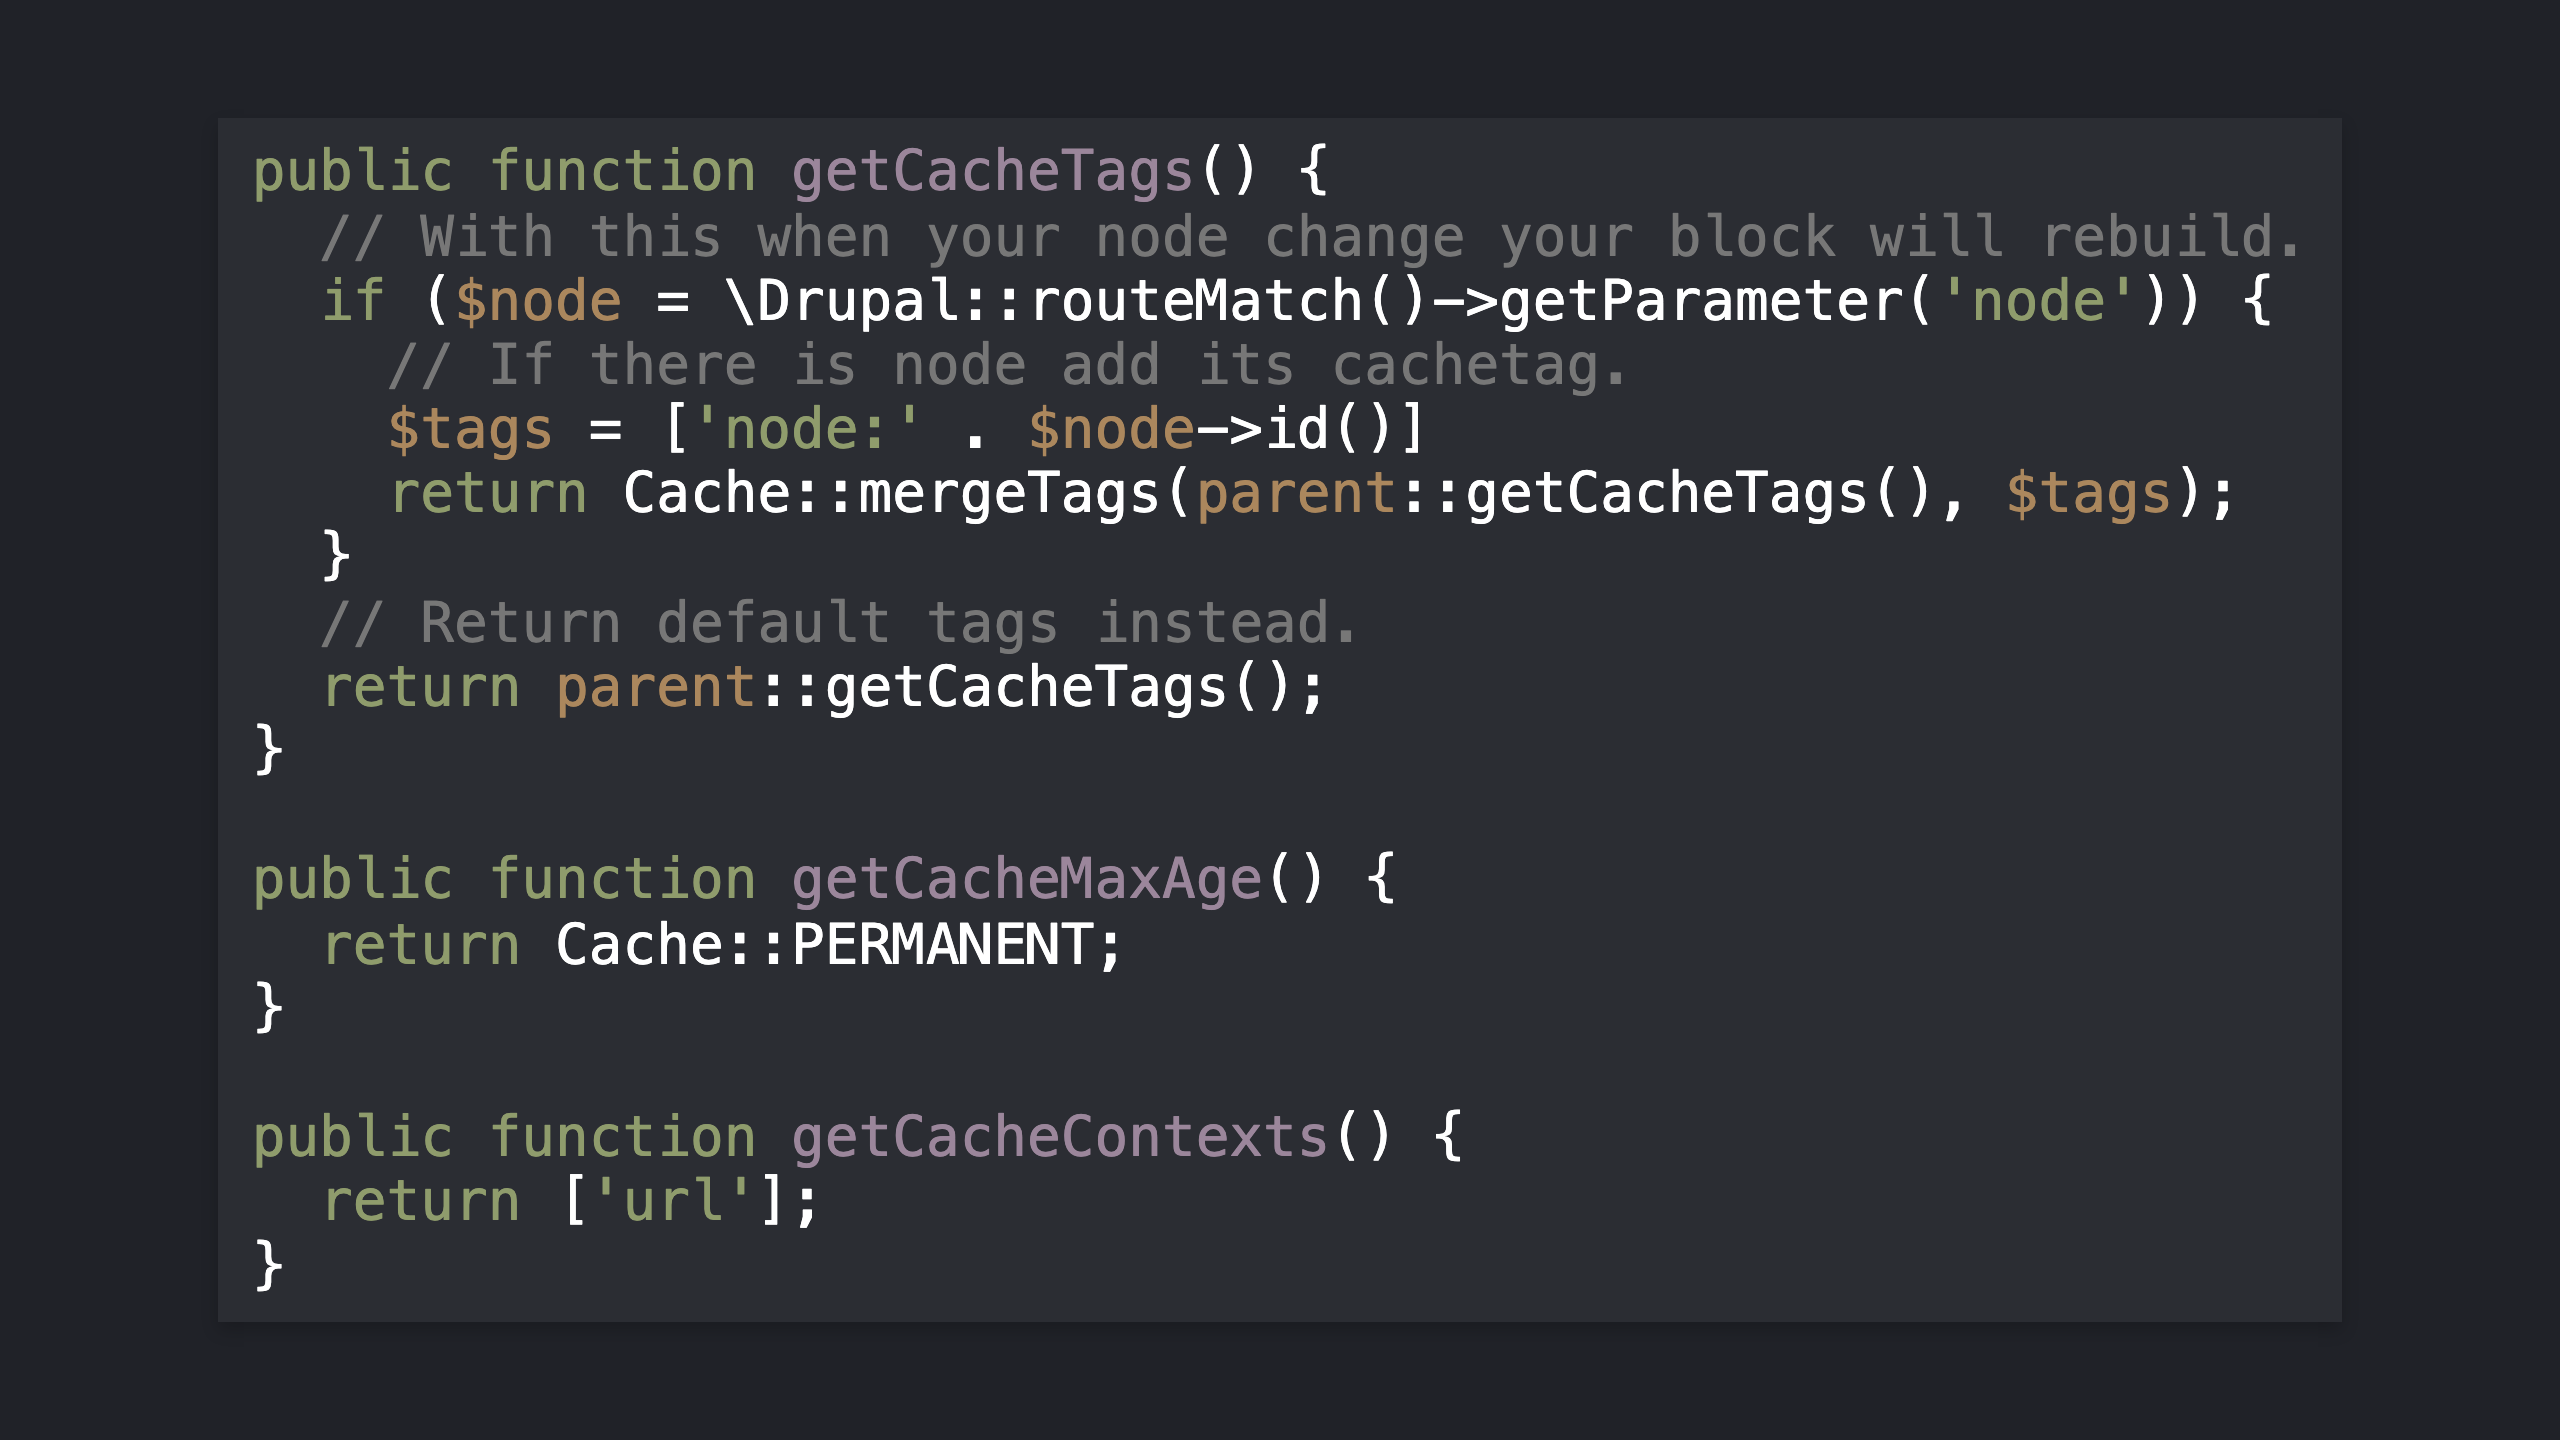 public function getCacheTags() {
  // With this when your node change your block will rebuild.
  if ($node = \Drupal::routeMatch()->getParameter('node')) {
    // If there is node add its cachetag.
    $tags = ['node:' . $node->id()]
    return Cache::mergeTags(parent::getCacheTags(), $tags);
  }
  // Return default tags instead.
  return parent::getCacheTags();
}

public function getCacheMaxAge() {
  return Cache::PERMANENT;
}

public function getCacheContexts() {
  return ['url'];
}